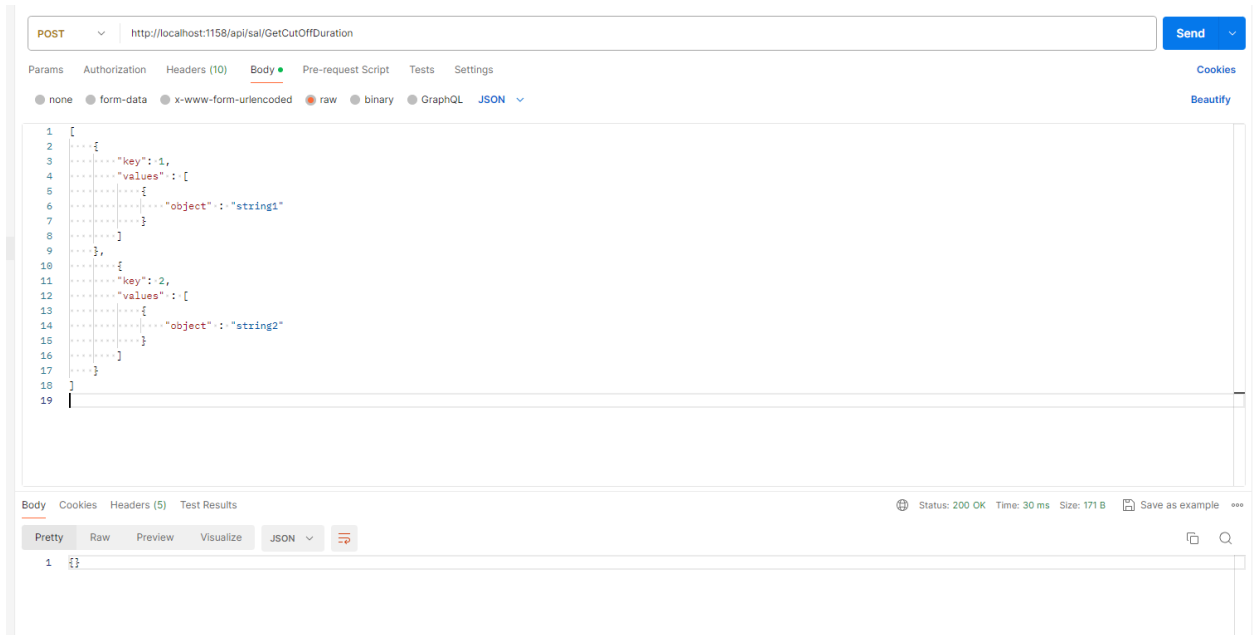 POST http://localhost:1158/api/sal/GetCutOffDuration Send
Params Authorization Headers (10) Body Pre-request Script Tests Settings Cookies
none form-data x-www-form-urlencoded raw binary GraphQL JSON Beautify
1 [
2 {
3 "key": 1,
4 "values" : [
5 {
6 "object" : "string1"
7 }
8 ]
9 },
10 {
11 "key": 2,
12 "values" : [
13 {
14 "object" : "string2"
15 }
16 ]
17 }
18 ]
19
Body Cookies Headers (5) Test Results Status: 200 OK Time: 30 ms Size: 171 B Save as example
Pretty Raw Preview Visualize JSON
1 {}